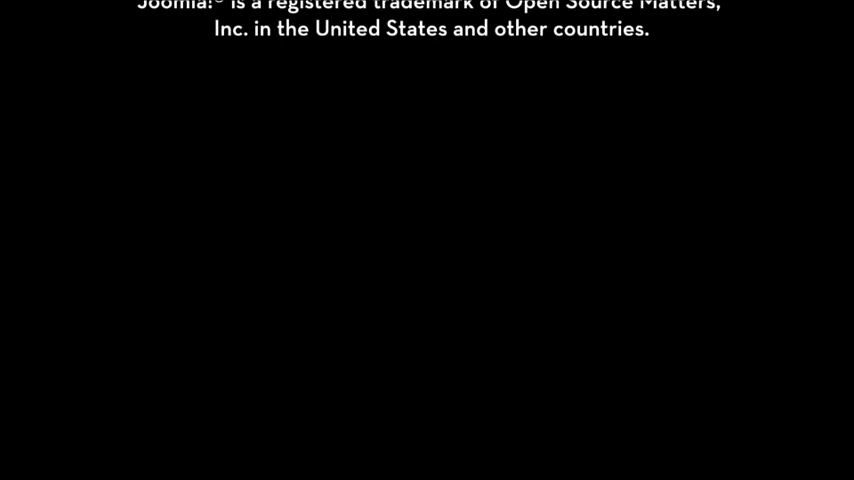 Joomla!® is a registered trademark of Open Source Matters,
Inc. in the United States and other countries.